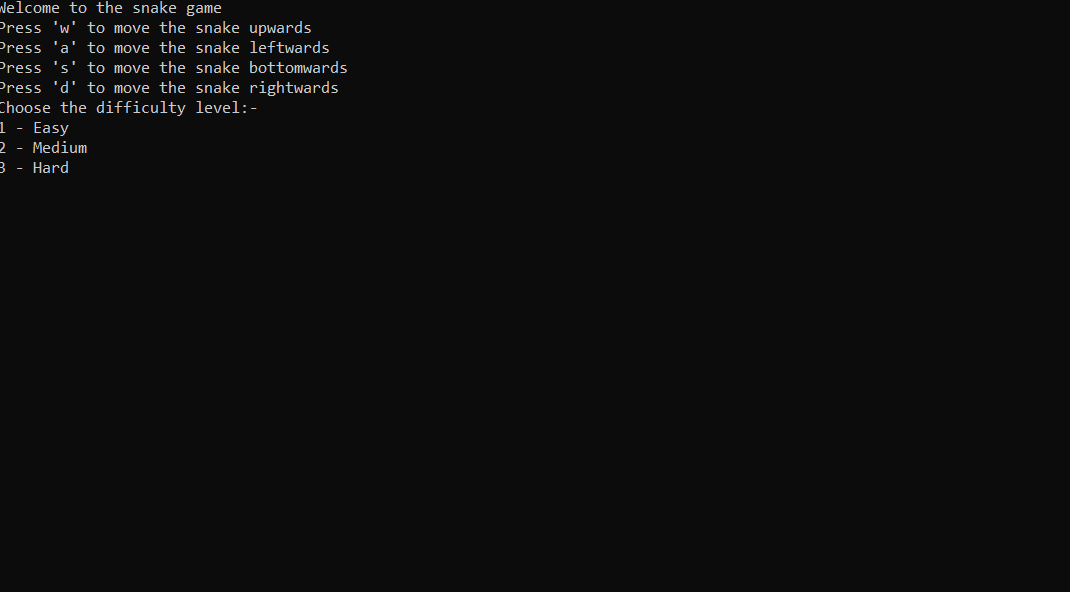 Welcome to the snake game
Press 'w' to move the snake upwards
Press 'a' to move the snake leftwards
Press 's' to move the snake bottomwards
Press 'd' to move the snake rightwards
Choose the difficulty level:-
1 - Easy
2 - Medium
3 - Hard